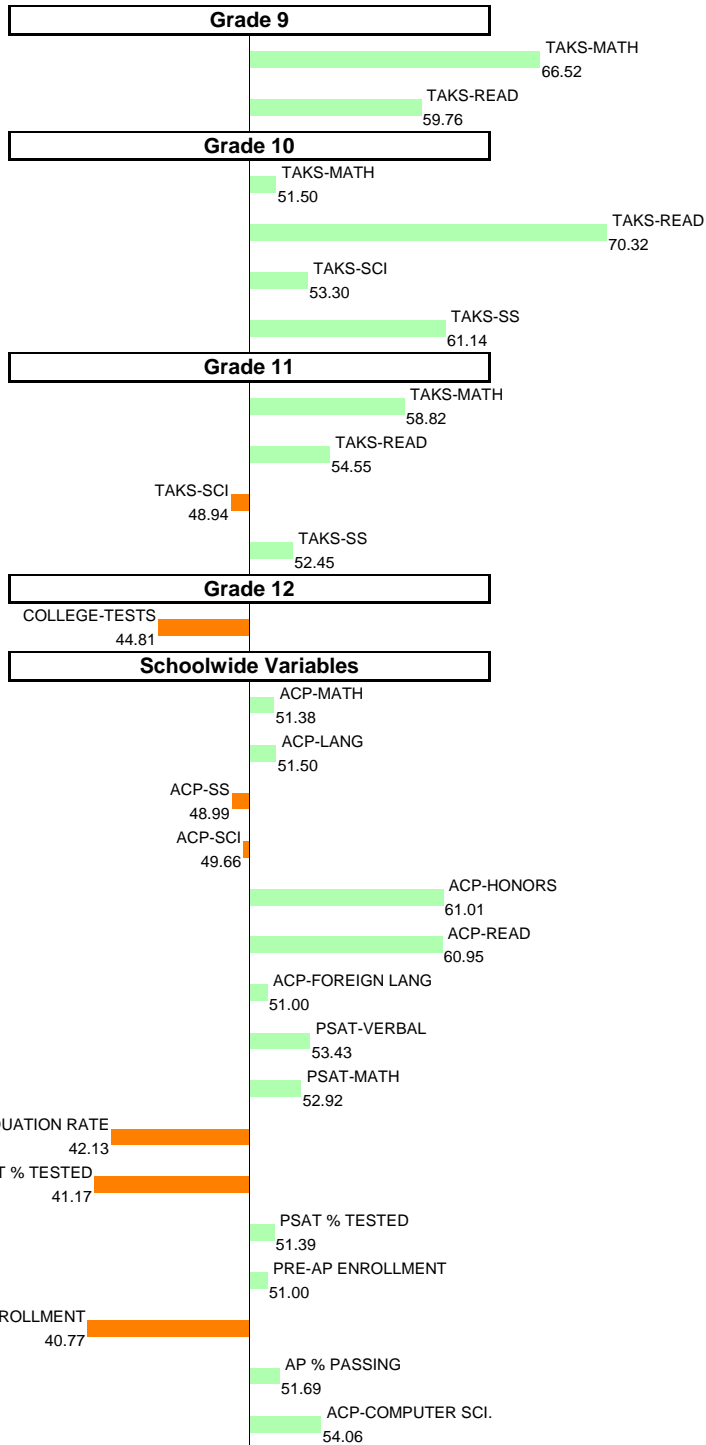 Grade 9
TAKS-MATH
66.52
TAKS-READ
59.76
Grade 10
TAKS-MATH
51.50
TAKS-READ
70.32
TAKS-SCI
53.30
TAKS-SS
61.14
Grade 11
TAKS-MATH
58.82
TAKS-READ
54.55
TAKS-SCI
48.94
TAKS-SS
52.45
Grade 12
COLLEGE-TESTS
44.81
Schoolwide Variables
ACP-MATH
51.38
ACP-LANG
51.50
ACP-SS
48.99
ACP-SCI
49.66
ACP-HONORS
61.01
ACP-READ
60.95
ACP-FOREIGN LANG
51.00
PSAT-VERBAL
53.43
PSAT-MATH
52.92
UATION RATE
42.13
T % TESTED
41.17
PSAT % TESTED
51.39
PRE-AP ENROLLMENT
51.00
ROLLMENT
40.77
AP % PASSING
51.69
ACP-COMPUTER SCI.
54.06